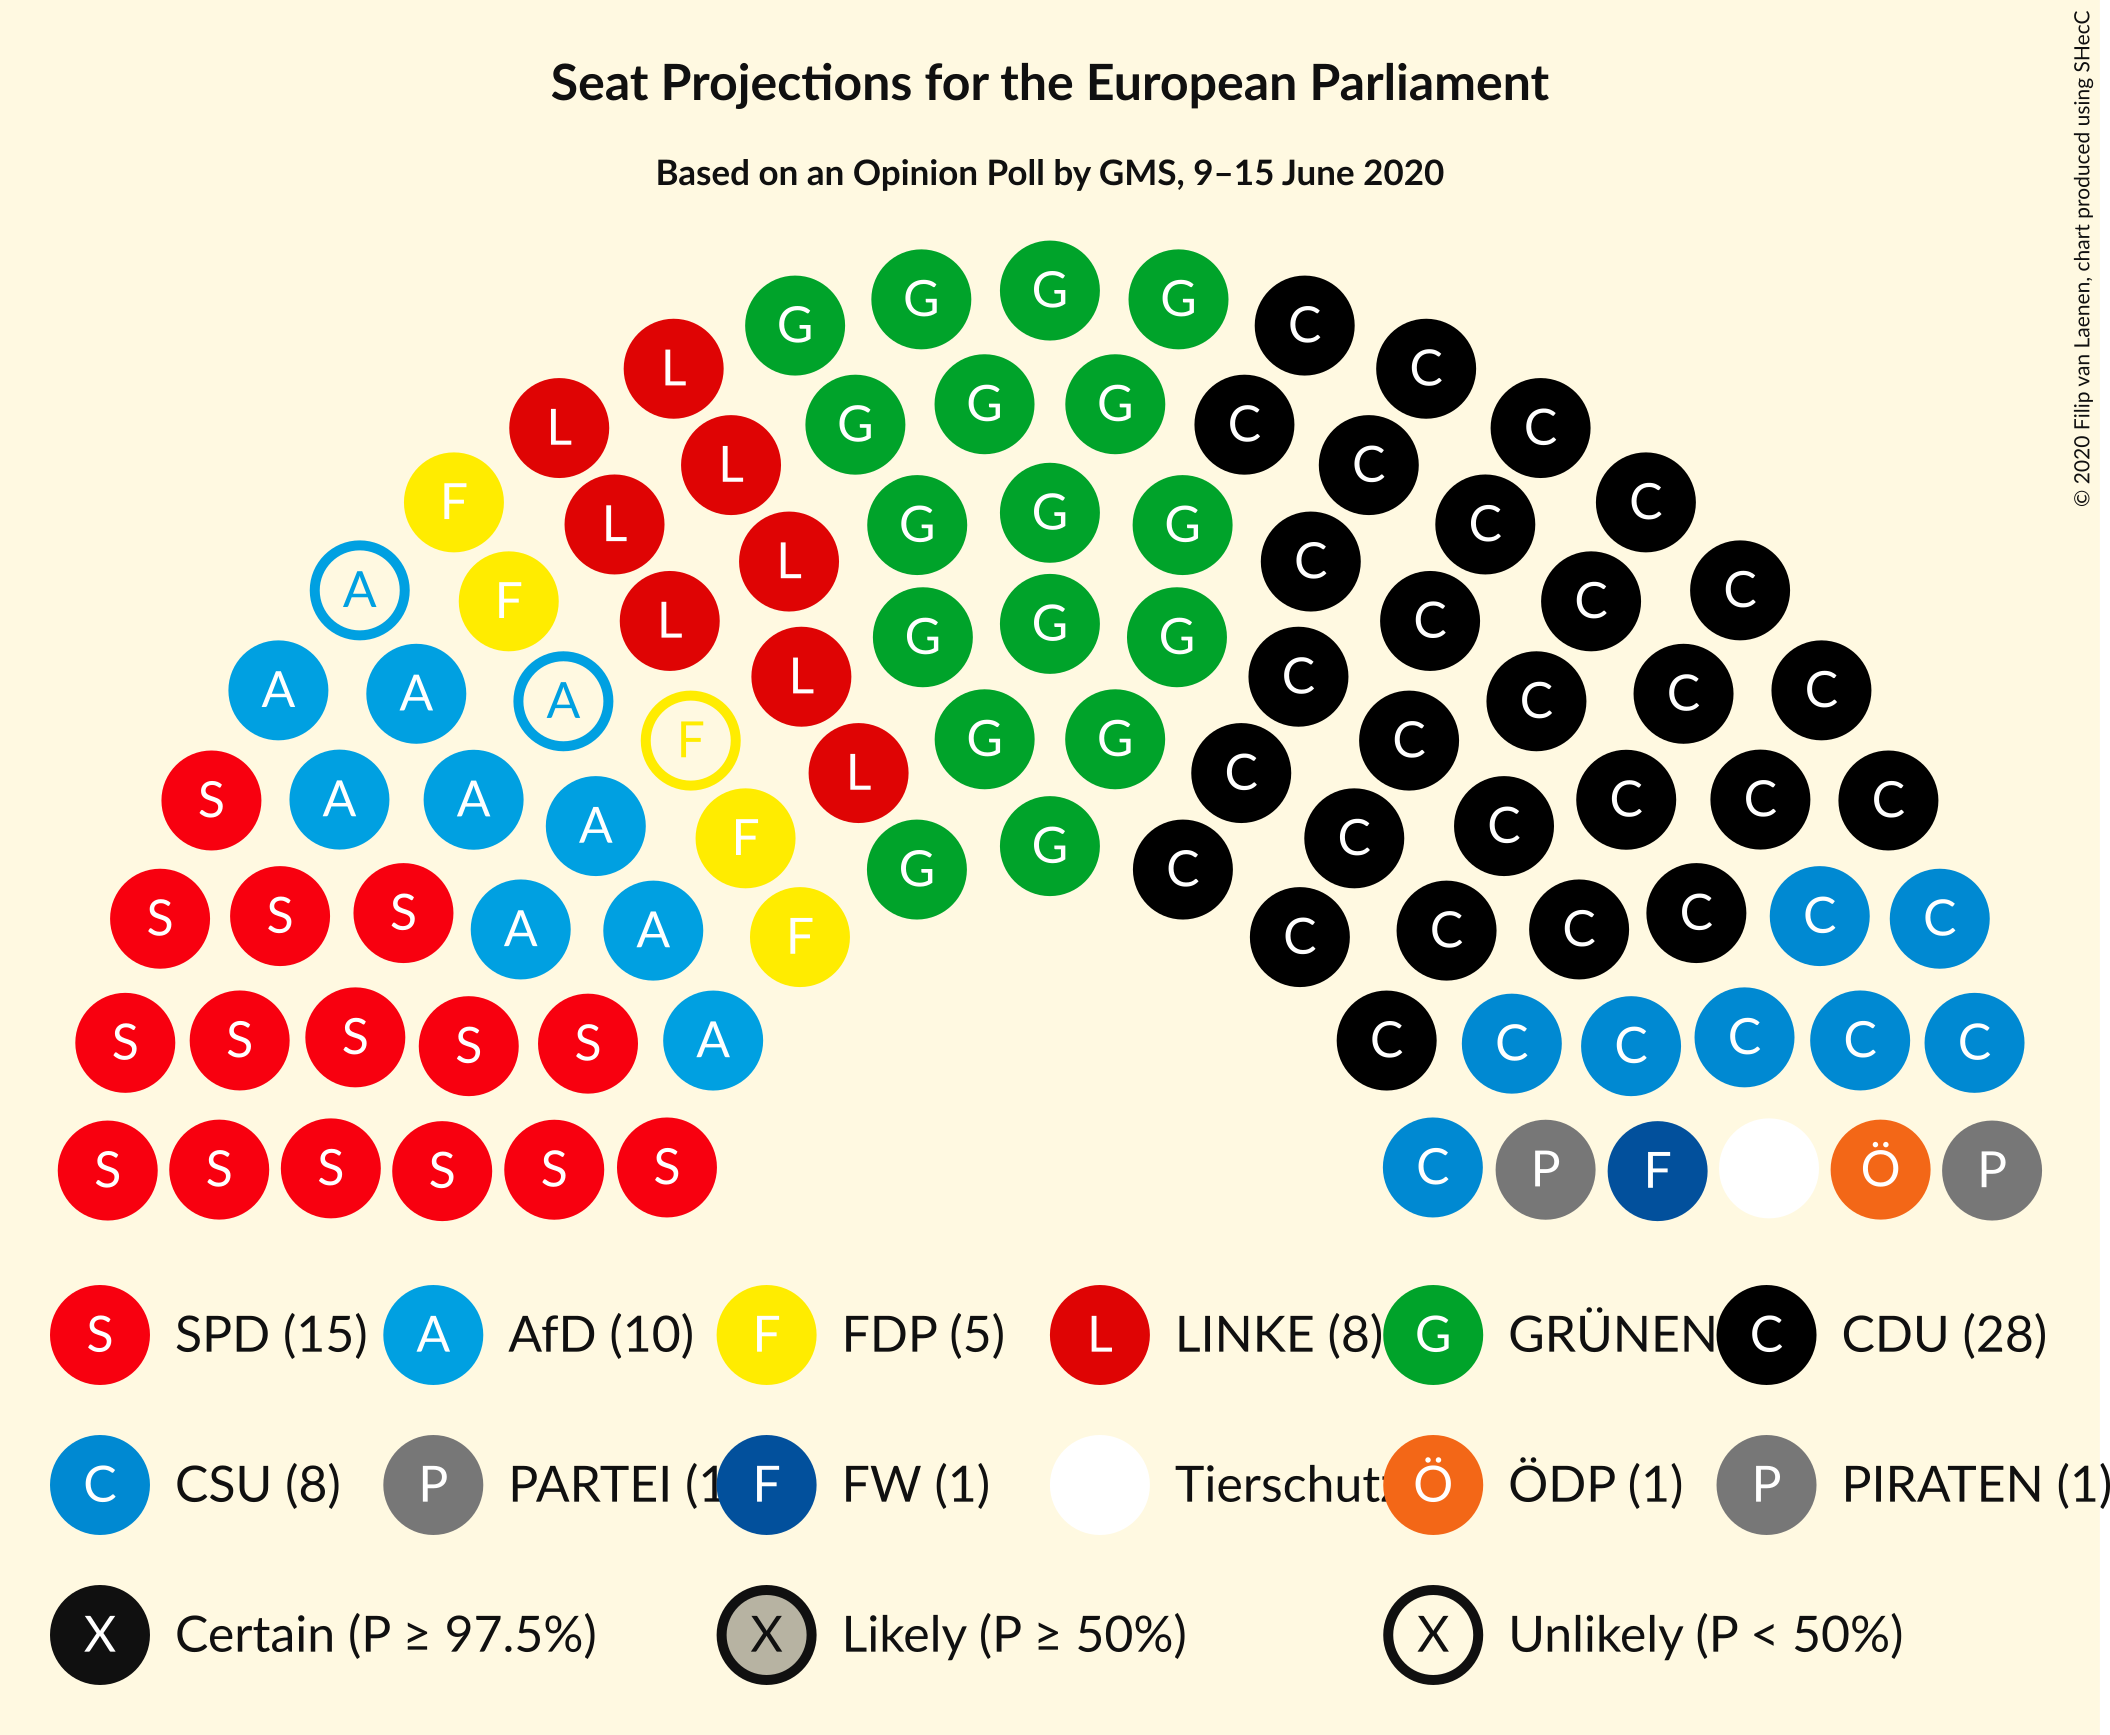 Seat Projections for the European Parliament
Based on an Opinion Poll by GMS, 9–15 June 2020
© 2020 Filip van Laenen, chart produced using SHecC
G G G G
L C
L C
G G G
G C
F L C
L C
G G G
L C
A F L C
L C
G G G
A A A L C
F C
G G
S A A A L C
F C
G G C
S S S A A F C C C C C C
S S S S S A C C C C C C
S S S S S S C P F Ö P
S SPD (15) A AfD (10) F FDP (5) L LINKE (8) G GRÜNEN C CDU (28)
C CSU (8) P PARTEI (1 F FW (1) Tierschutz Ö ÖDP (1) P PIRATEN (1)
X Certain (P ≥ 97.5%) X Likely (P ≥ 50%) X Unlikely (P < 50%)